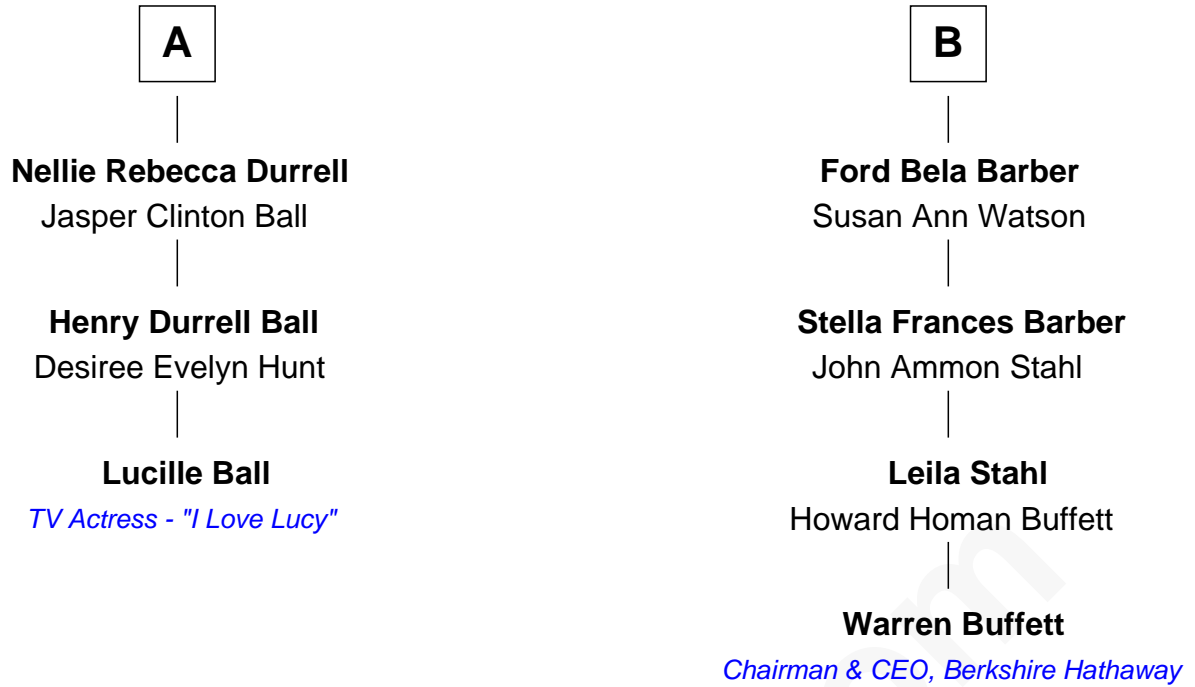 A
Nellie Rebecca Durrell
Jasper Clinton Ball
Henry Durrell Ball
Desiree Evelyn Hunt
Lucille Ball
TV Actress - "I Love Lucy"
B
Ford Bela Barber
Susan Ann Watson
Stella Frances Barber
John Ammon Stahl
Leila Stahl
Howard Homan Buffett
Warren Buffett
Chairman & CEO, Berkshire Hathaway